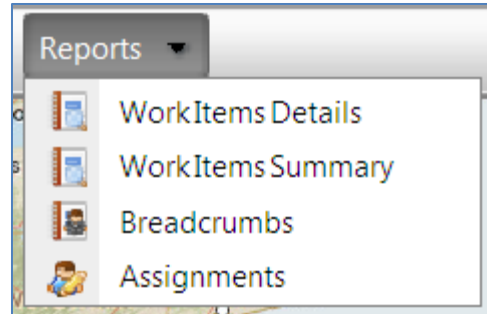 Reports
WorkItems Details
WorkItems Summary
Breadcrumbs
Assignments